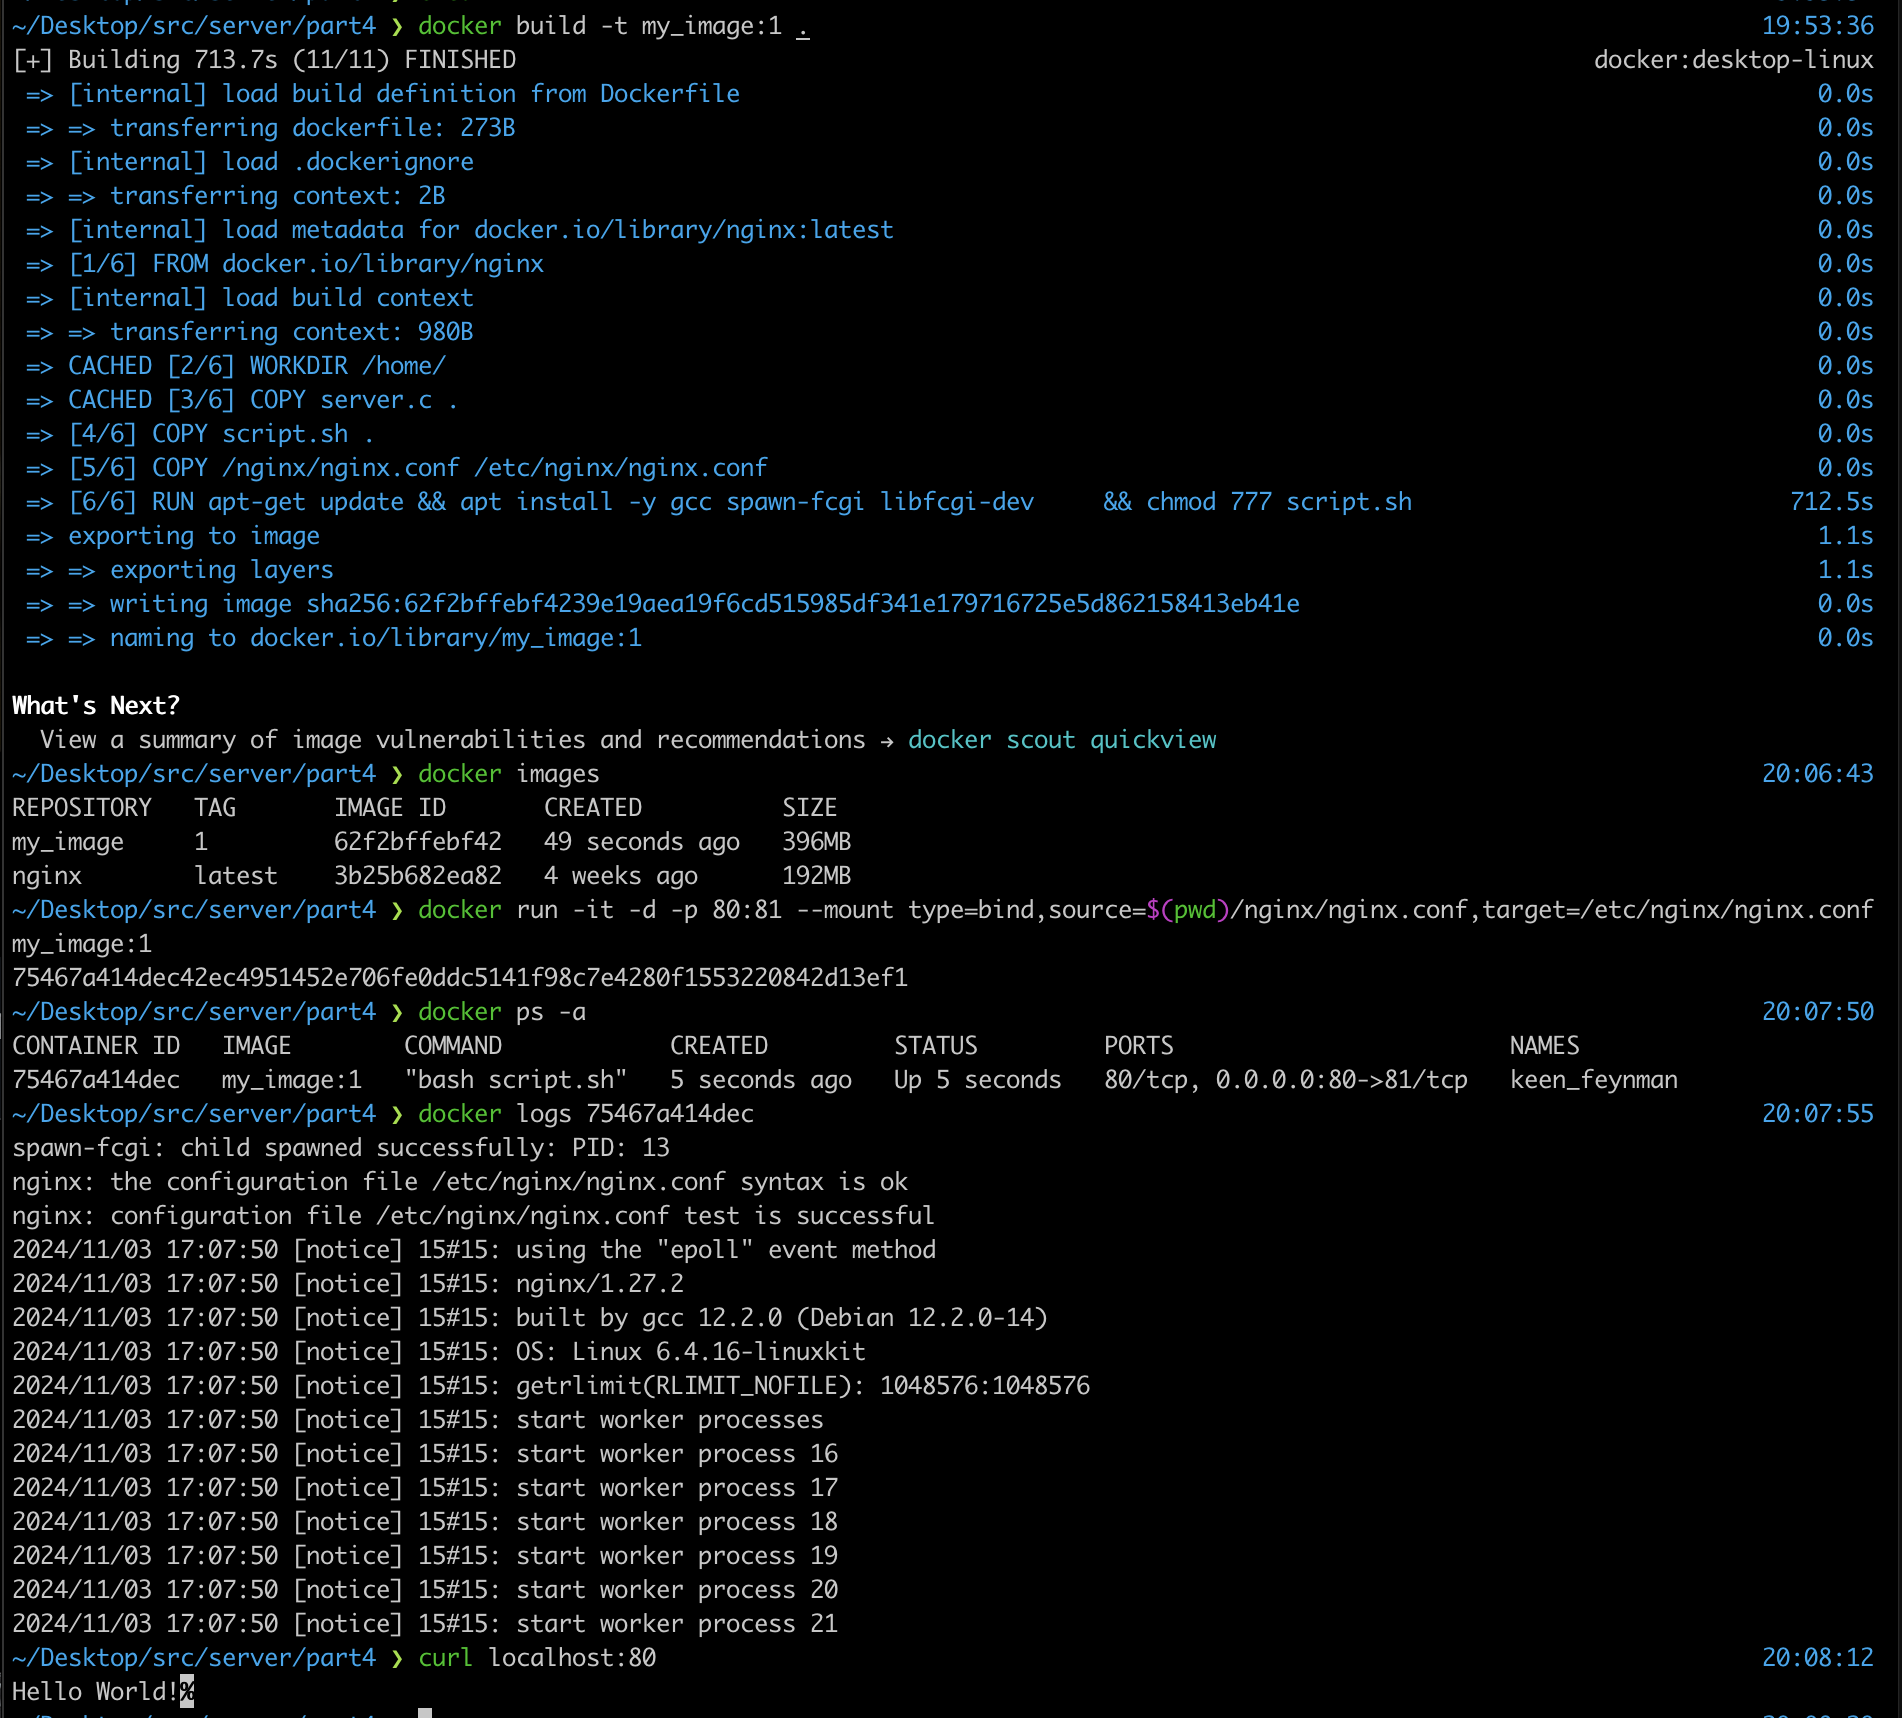 ~/Desktop/src/server/part4 ❯ docker build -t my_image:1 . 19:53:36
[+] Building 713.7s (11/11) FINISHED docker:desktop-linux
=> [internal] load build definition from Dockerfile 0.0s
=> => transferring dockerfile: 273B 0.0s
=> [internal] load .dockerignore 0.0s
=> => transferring context: 2B 0.0s
=> [internal] load metadata for docker.io/library/nginx:latest 0.0s
=> [1/6] FROM docker.io/library/nginx 0.0s
=> [internal] load build context 0.0s
=> => transferring context: 980B 0.0s
=> CACHED [2/6] WORKDIR /home/ 0.0s
=> CACHED [3/6] COPY server.c . 0.0s
=> [4/6] COPY script.sh . 0.0s
=> [5/6] COPY /nginx/nginx.conf /etc/nginx/nginx.conf 0.0s
=> [6/6] RUN apt-get update && apt install -y gcc spawn-fcgi libfcgi-dev     && chmod 777 script.sh 712.5s
=> exporting to image 1.1s
=> => exporting layers 1.1s
=> => writing image sha256:62f2bffebf4239e19aea19f6cd515985df341e179716725e5d862158413eb41e 0.0s
=> => naming to docker.io/library/my_image:1 0.0s
What's Next?
View a summary of image vulnerabilities and recommendations → docker scout quickview
~/Desktop/src/server/part4 ❯ docker images 20:06:43
REPOSITORY TAG IMAGE ID CREATED SIZE
my_image 1 62f2bffebf42 49 seconds ago 396MB
nginx latest 3b25b682ea82 4 weeks ago 192MB
~/Desktop/src/server/part4 ❯ docker run -it -d -p 80:81 --mount type=bind,source=$(pwd)/nginx/nginx.conf,target=/etc/nginx/nginx.conf
my_image:1
75467a414dec42ec4951452e706fe0ddc5141f98c7e4280f1553220842d13ef1
~/Desktop/src/server/part4 ❯ docker ps -a 20:07:50
CONTAINER ID IMAGE COMMAND CREATED STATUS PORTS NAMES
75467a414dec my_image:1 "bash script.sh" 5 seconds ago Up 5 seconds 80/tcp, 0.0.0.0:80->81/tcp keen_feynman
~/Desktop/src/server/part4 ❯ docker logs 75467a414dec 20:07:55
spawn-fcgi: child spawned successfully: PID: 13
nginx: the configuration file /etc/nginx/nginx.conf syntax is ok
nginx: configuration file /etc/nginx/nginx.conf test is successful
2024/11/03 17:07:50 [notice] 15#15: using the "epoll" event method
2024/11/03 17:07:50 [notice] 15#15: nginx/1.27.2
2024/11/03 17:07:50 [notice] 15#15: built by gcc 12.2.0 (Debian 12.2.0-14)
2024/11/03 17:07:50 [notice] 15#15: OS: Linux 6.4.16-linuxkit
2024/11/03 17:07:50 [notice] 15#15: getrlimit(RLIMIT_NOFILE): 1048576:1048576
2024/11/03 17:07:50 [notice] 15#15: start worker processes
2024/11/03 17:07:50 [notice] 15#15: start worker process 16
2024/11/03 17:07:50 [notice] 15#15: start worker process 17
2024/11/03 17:07:50 [notice] 15#15: start worker process 18
2024/11/03 17:07:50 [notice] 15#15: start worker process 19
2024/11/03 17:07:50 [notice] 15#15: start worker process 20
2024/11/03 17:07:50 [notice] 15#15: start worker process 21
~/Desktop/src/server/part4 ❯ curl localhost:80 20:08:12
Hello World!%